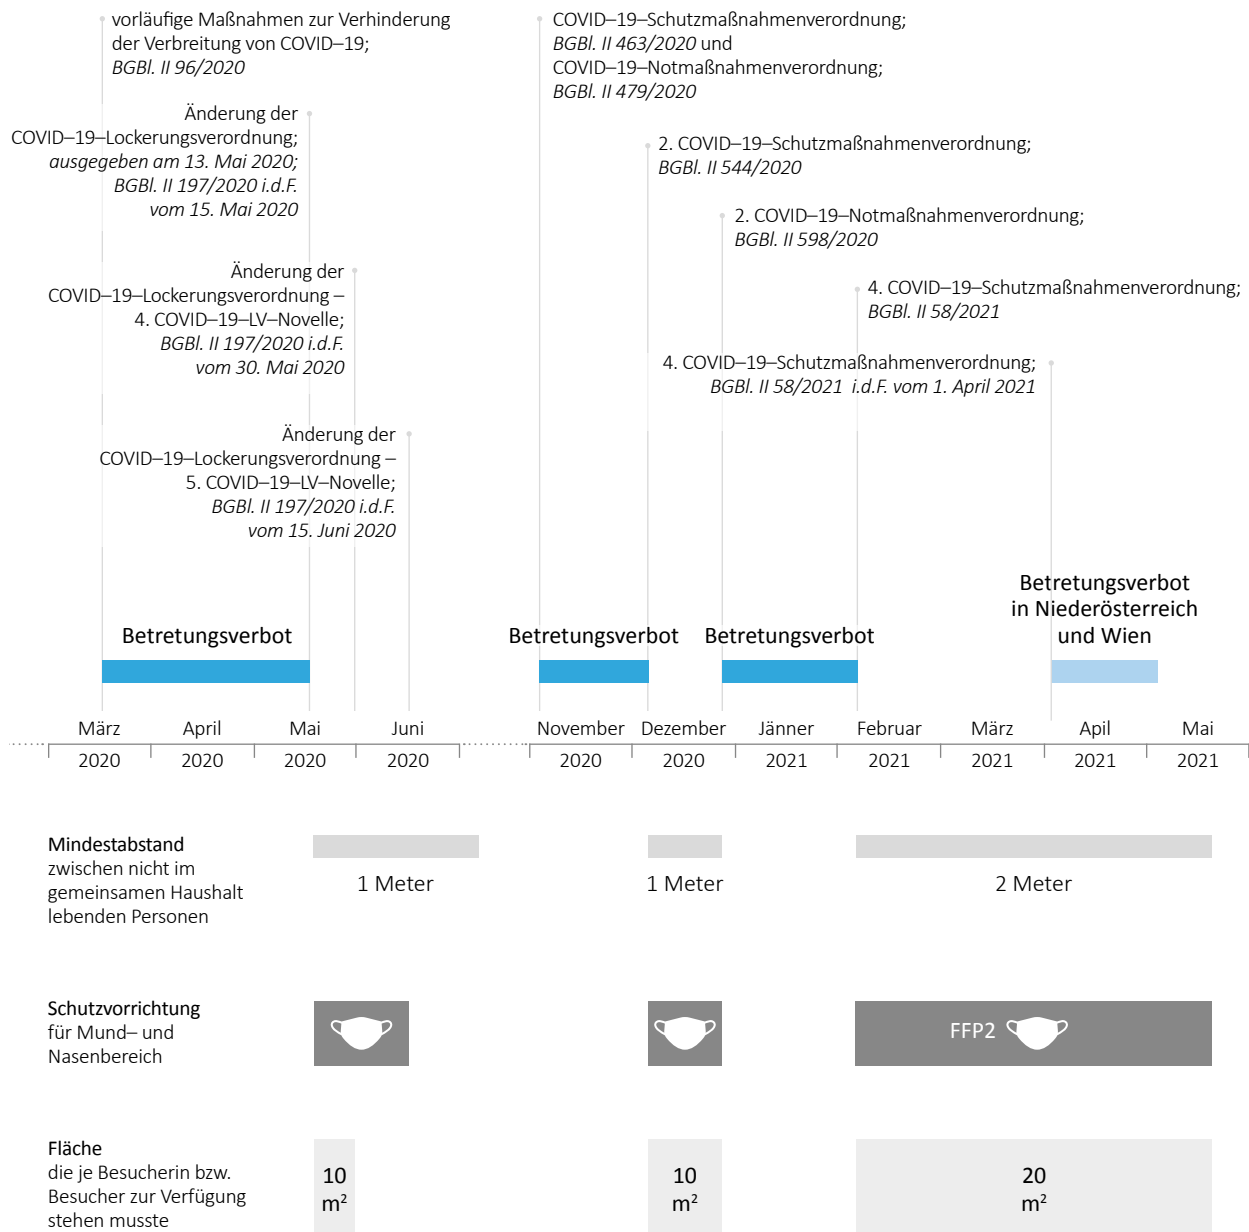 vorläufige Maßnahmen zur Verhinderung
der Verbreitung von COVID–19;
BGBl. II 96/2020
Änderung der
COVID–19–Lockerungsverordnung;
ausgegeben am 13. Mai 2020;
BGBl. II 197/2020 i.d.F.
vom 15. Mai 2020
Änderung der
COVID–19–Lockerungsverordnung –
4. COVID–19–LV–Novelle;
BGBl. II 197/2020 i.d.F.
vom 30. Mai 2020
Änderung der
COVID–19–Lockerungsverordnung –
5. COVID–19–LV–Novelle;
BGBl. II 197/2020 i.d.F.
vom 15. Juni 2020
COVID–19–Schutzmaßnahmenverordnung;
BGBl. II 463/2020 und
COVID–19–Notmaßnahmenverordnung;
BGBl. II 479/2020
2. COVID–19–Schutzmaßnahmenverordnung;
BGBl. II 544/2020
2. COVID–19–Notmaßnahmenverordnung;
BGBl. II 598/2020
4. COVID–19–Schutzmaßnahmenverordnung;
BGBl. II 58/2021
4. COVID–19–Schutzmaßnahmenverordnung;
BGBl. II 58/2021 i.d.F. vom 1. April 2021
Betretungsverbot
Betretungsverbot
Betretungsverbot
Betretungsverbot
in Niederösterreich
und Wien
März April Mai Juni November Dezember Jänner Februar März April Mai
2020 2020 2020 2020 2020 2020 2021 2021 2021 2021 2021
Mindestabstand
zwischen nicht im
gemeinsamen Haushalt
lebenden Personen
1 Meter
1 Meter
2 Meter
Schutzvorrichtung
für Mund– und
Nasenbereich
FFP2
Fläche
die je Besucherin bzw.
Besucher zur Verfügung
stehen musste
10
m²
10
m²
20
m²